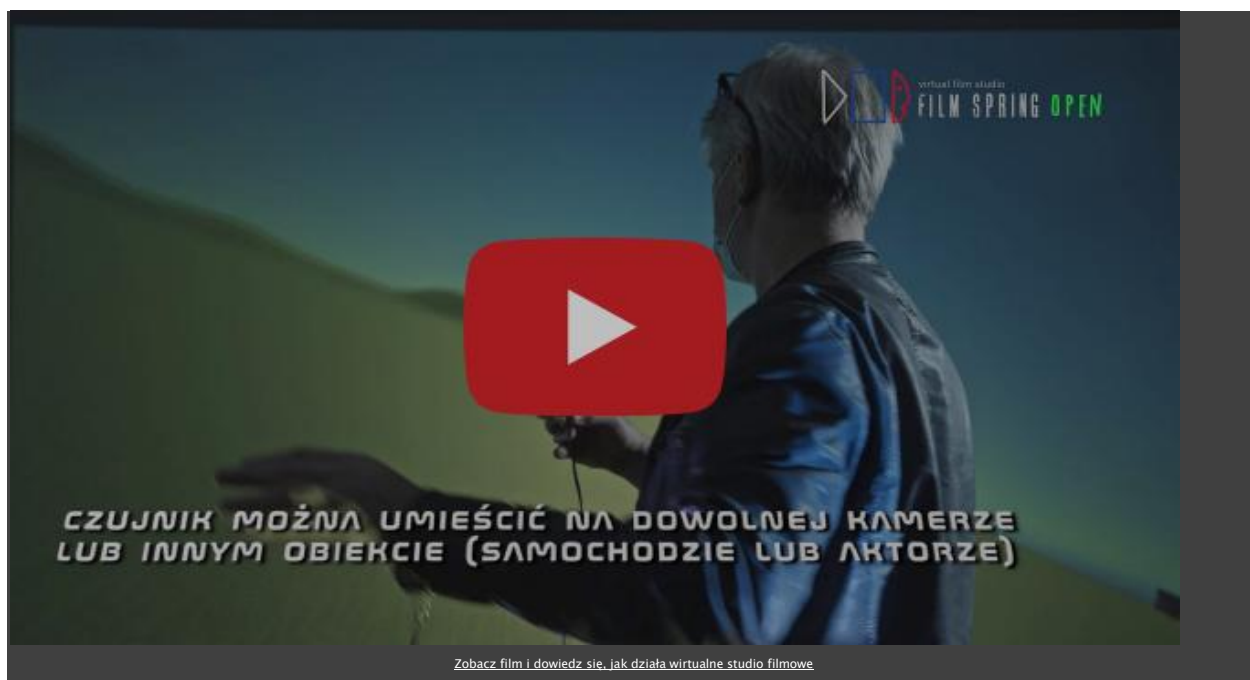 virtual film studio
FILM SPRING OPEN
CZUJNIK MOŻNA UMIEŚCIĆ NA DOWOLNEJ KAMERZE
LUB INNYM OBIEKCIE (SAMOCHODZIE LUB AKTORZE)
Zobacz film i dowiedz się, jak działa wirtualne studio filmowe